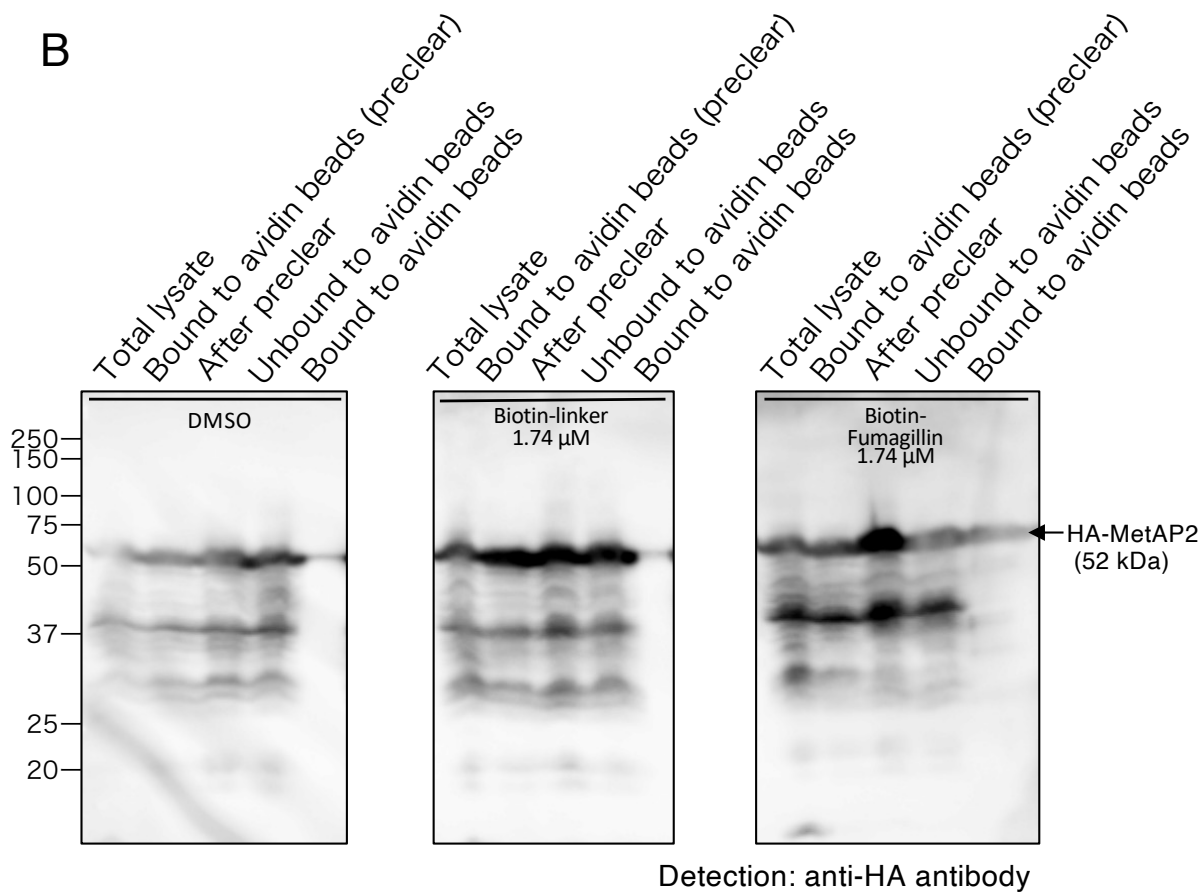 B
Total lysate
Bound to avidin beads (preclear)
After preclear
Unbound to avidin beads
Bound to avidin beads
Total lysate
Bound to avidin beads (preclear)
After preclear
Unbound to avidin beads
Bound to avidin beads
Total lysate
Bound to avidin beads (preclear)
After preclear
Unbound to avidin beads
Bound to avidin beads
DMSO
Biotin-linker
1.74 µM
Biotin-
Fumagillin
1.74 µM
250
150
100
75
50
37
25
20
HA-MetAP2
(52 kDa)
Detection: anti-HA antibody